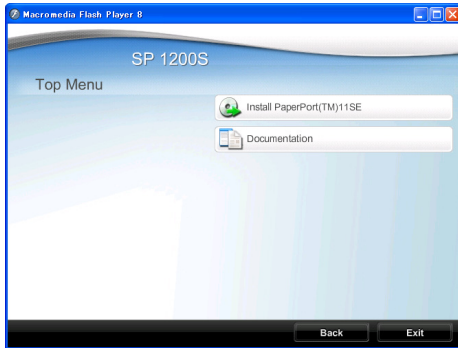 Macromedia Flash Player 8
SP 1200S
Top Menu
Install PaperPort(TM)11SE
Documentation
Back
Exit